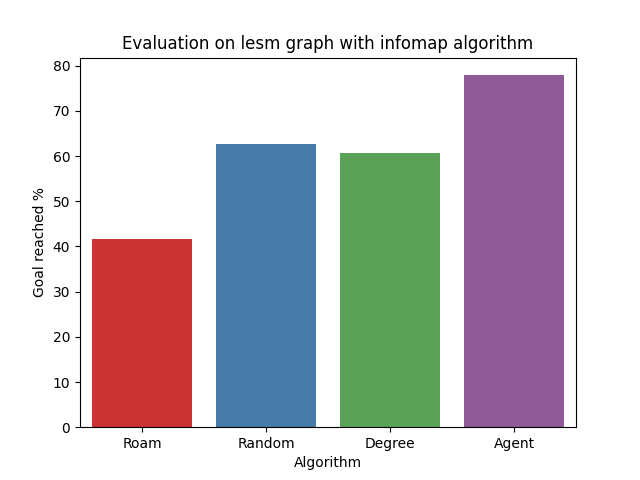 Evaluation on lesm graph with infomap algorithm
80
70
60
50
40
30
20
10
0
Goal reached %
Roam Random Degree Agent
Algorithm